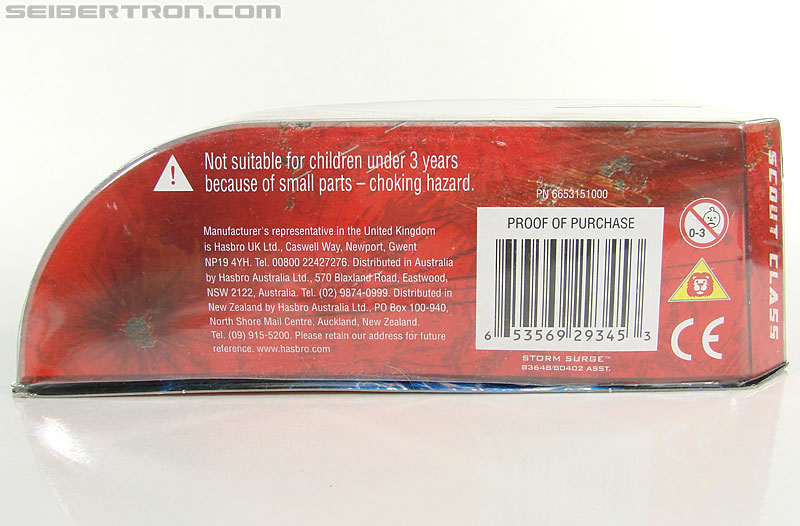 SEIBERTRON.COM
Not suitable for children under 3 years
because of small parts – choking hazard.
Manufacturer's representative in the United Kingdom
is Hasbro UK Ltd., Caswell Way, Newport, Gwent
NP19 4YH. Tel. 00800 22427276. Distributed in Australia
by Hasbro Australia Ltd., 570 Blaxland Road, Eastwood,
NSW 2122, Australia. Tel. (02) 9874-0999. Distributed in
New Zealand by Hasbro Australia Ltd., PO Box 100-940,
North Shore Mail Centre, Auckland, New Zealand.
Tel. (09) 915-5200. Please retain our address for future
reference. www.hasbro.com
PN 6653151000
PROOF OF PURCHASE
6 53569 29345 3
STORM SURGE™
83648/80402 ASST.
0-3
CE
SCOUT CLASS